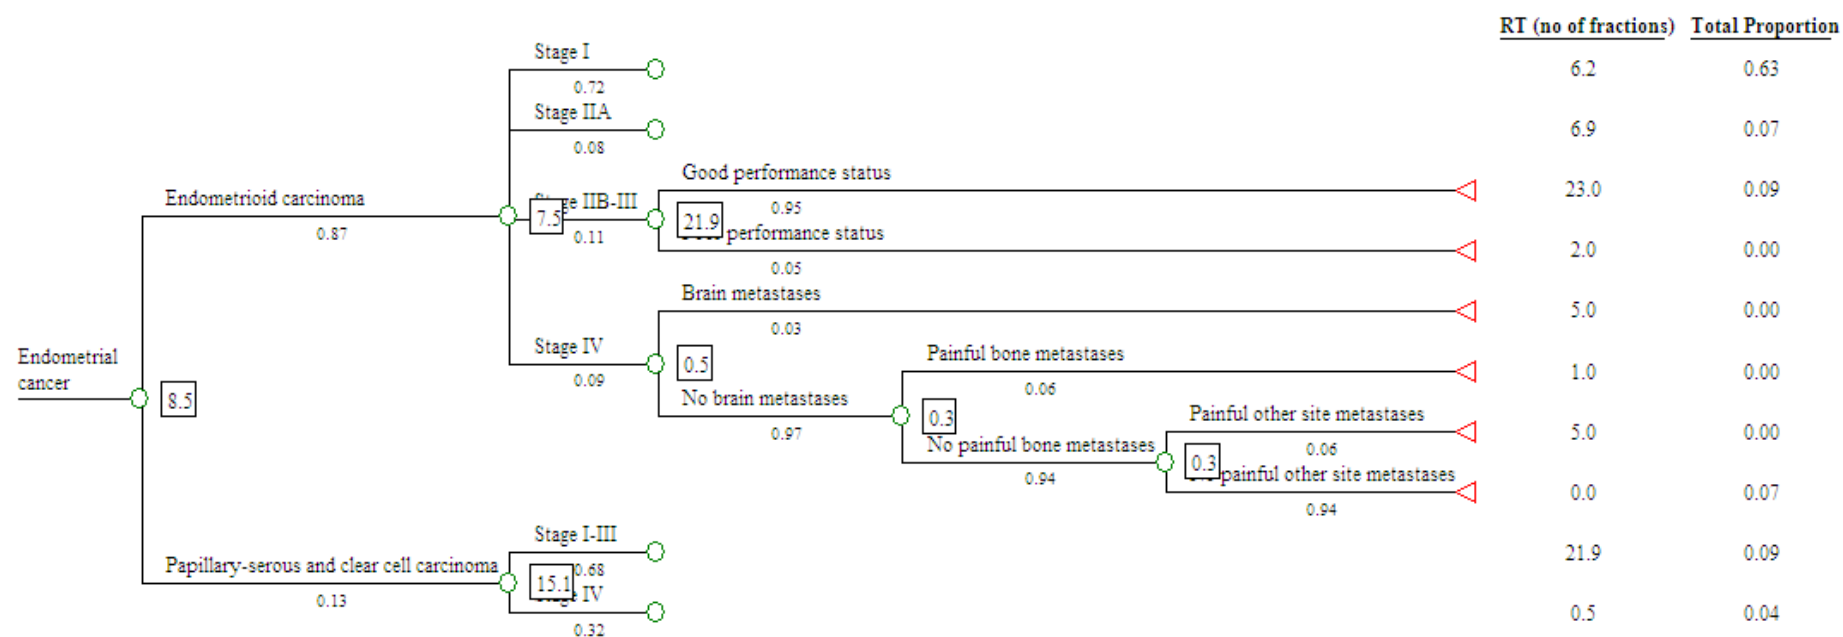 RT (no of fractions) Total Proportion
Stage I
0.72
6.2 0.63
Stage IIA
0.08
6.9 0.07
Good performance status
0.95
23.0 0.09
Endometrioid carcinoma
0.87
7.5
IIB-III
0.11
21.9
performance status
0.05
2.0 0.00
Brain metastases
0.03
5.0 0.00
Stage IV
0.09
0.5
Painful bone metastases
0.06
1.0 0.00
Endometrial
cancer
8.5
No brain metastases
0.97
0.3
Painful other site metastases
0.06
5.0 0.00
No painful bone metastases
0.94
0.3
painful other site metastases
0.94
0.0 0.07
Stage I-III
0.68
21.9 0.09
Papillary-serous and clear cell carcinoma
0.13
15.1
IV
0.32
0.5 0.04